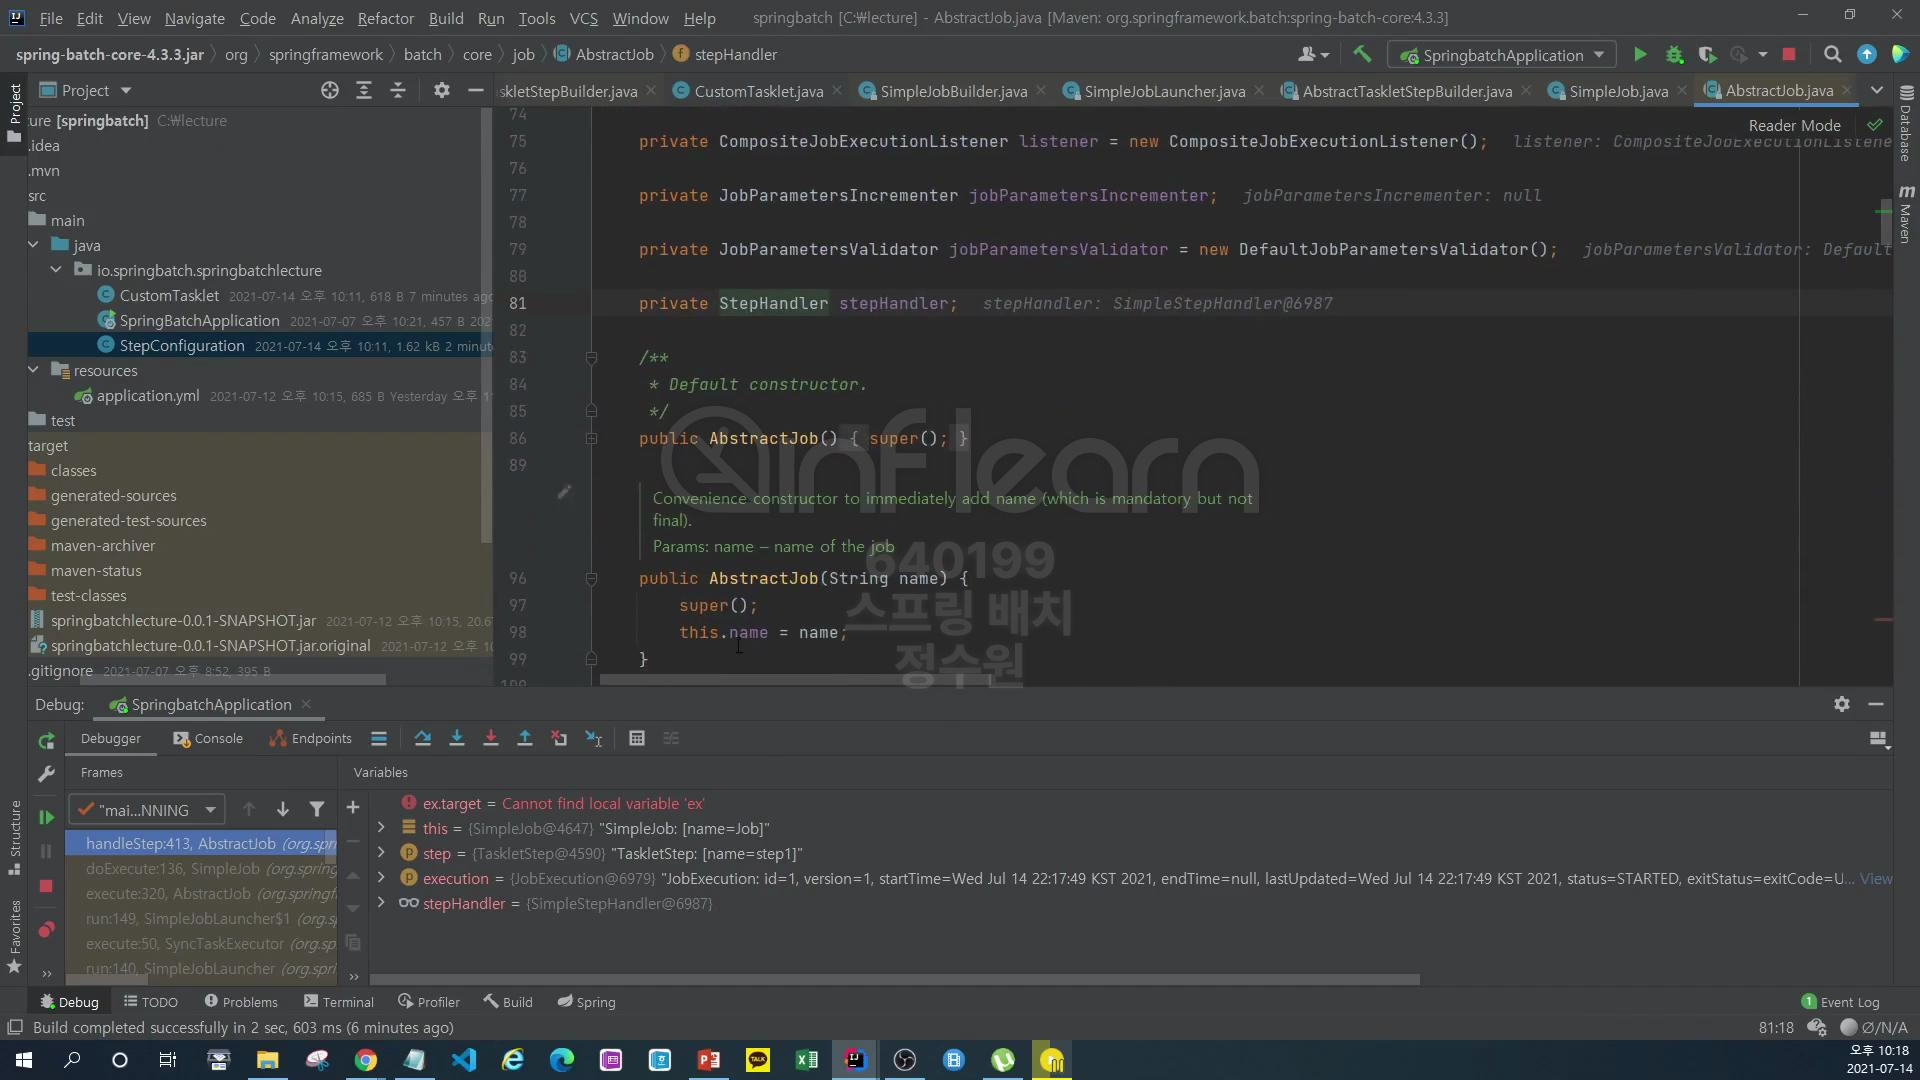 File Edit View Navigate Code Analyze Refactor Build Run Tools VCS Window Help springbatch [C:\lecture] - AbstractJob.java [Maven: org.springframework.batch:spring-batch-core:4.3.3]
spring-batch-core-4.3.3.jar org springframework batch core job AbstractJob stepHandler SpringbatchApplication
Project
skletStepBuilder.java CustomTasklet.java SimpleJobBuilder.java SimpleJobLauncher.java AbstractTaskletStepBuilder.java SimpleJob.java AbstractJob.java
Reader Mode
ture [springbatch] C:₩lecture
.idea
.mvn
src
main
java
io.springbatch.springbatchlecture
CustomTasklet 2021-07-14 오후 10:11, 618 B 7 minutes ago
SpringBatchApplication 2021-07-07 오후 10:21, 457 B 202
StepConfiguration 2021-07-14 오후 10:11, 1.62 kB 2 minut
resources
application.yml 2021-07-12 오후 10:15, 685 B Yesterday 오후 1
test
target
classes
generated-sources
generated-test-sources
maven-archiver
maven-status
test-classes
springbatchlecture-0.0.1-SNAPSHOT.jar 2021-07-12 오후 10:15, 20.6
springbatchlecture-0.0.1-SNAPSHOT.jar.original 2021-07-12 오후
.gitignore 2021-07-07 오후 8:52, 395 B
74
75 private CompositeJobExecutionListener listener = new CompositeJobExecutionListener(); listener: CompositeJobExecutionListene
76
77 private JobParametersIncrementer jobParametersIncrementer; jobParametersIncrementer: null
78
79 private JobParametersValidator jobParametersValidator = new DefaultJobParametersValidator(); jobParametersValidator: Default
80
81 private StepHandler stepHandler; stepHandler: SimpleStepHandler@6987
82
83 /**
84 * Default constructor.
85 */
86 public AbstractJob() { super(); }
89
Convenience constructor to immediately add name (which is mandatory but not
final).
Params: name – name of the job
96 public AbstractJob(String name) {
97 super();
98 this.name = name;
99 }
100
inflearn
640199
스프링 배치
정수원
Project
Structure
Favorites
Database
Maven
Debug: SpringbatchApplication
Debugger Console Endpoints
Frames Variables
"mai...NNING
handleStep:413, AbstractJob (org.spri
doExecute:136, SimpleJob (org.spring
execute:320, AbstractJob (org.springf
run:149, SimpleJobLauncher$1 (org.s
execute:50, SyncTaskExecutor (org.sp
run:140, SimpleJobLauncher (org.spri
ex.target = Cannot find local variable 'ex'
this = {SimpleJob@4647} "SimpleJob: [name=Job]"
step = {TaskletStep@4590} "TaskletStep: [name=step1]"
execution = {JobExecution@6979} "JobExecution: id=1, version=1, startTime=Wed Jul 14 22:17:49 KST 2021, endTime=null, lastUpdated=Wed Jul 14 22:17:49 KST 2021, status=STARTED, exitStatus=exitCode=U... View
stepHandler = {SimpleStepHandler@6987}
Debug TODO Problems Terminal Profiler Build Spring 1 Event Log
Build completed successfully in 2 sec, 603 ms (6 minutes ago) 81:18 Ø/N/A
오후 10:18
2021-07-14